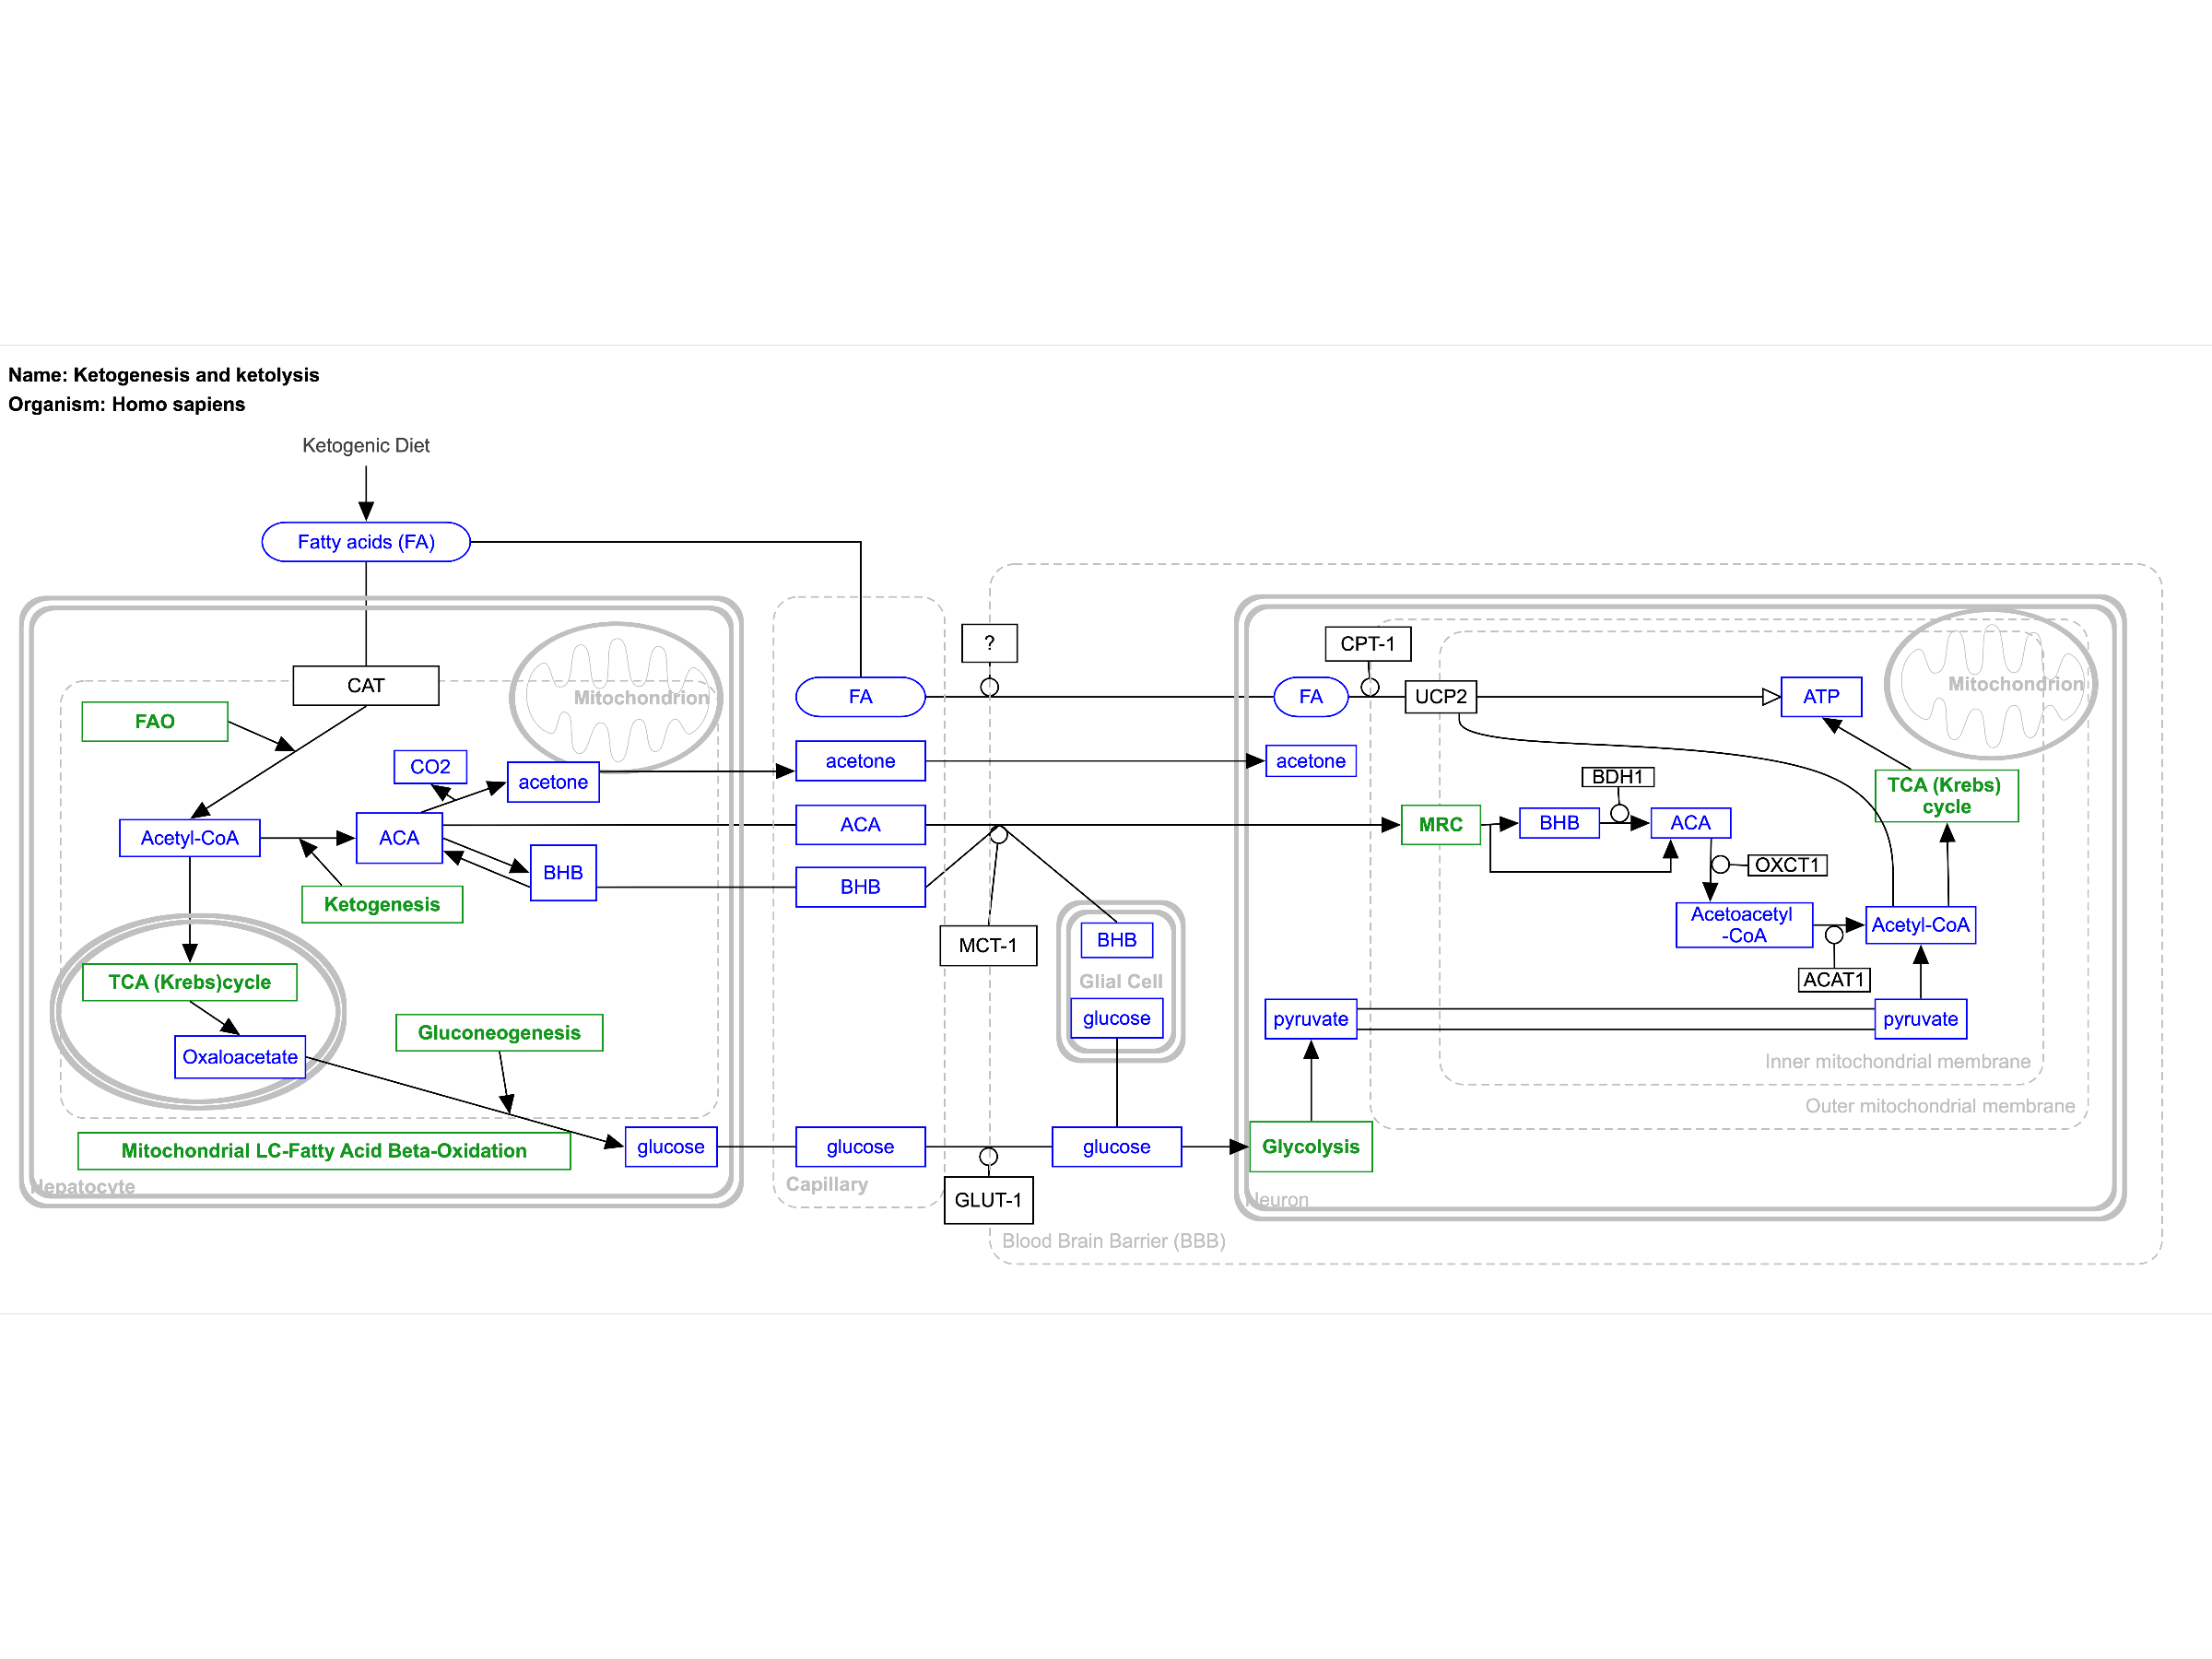 Name: Ketogenesis and ketolysis
Organism: Homo sapiens
Ketogenic Diet
Fatty acids (FA)
CAT
Mitochondrion
FAO
CO2
acetone
Acetyl-CoA
ACA
BHB
Ketogenesis
TCA (Krebs)cycle
Oxaloacetate
Gluconeogenesis
Mitochondrial LC-Fatty Acid Beta-Oxidation
glucose
Hepatocyte
FA
acetone
ACA
BHB
glucose
Capillary
?
MCT-1
GLUT-1
BHB
Glial Cell
glucose
glucose
Blood Brain Barrier (BBB)
CPT-1
FA
UCP2
ATP
Mitochondrion
acetone
TCA (Krebs)
cycle
BDH1
MRC
BHB
ACA
OXCT1
Acetoacetyl
-CoA
Acetyl-CoA
ACAT1
pyruvate
pyruvate
Inner mitochondrial membrane
Outer mitochondrial membrane
Glycolysis
Neuron